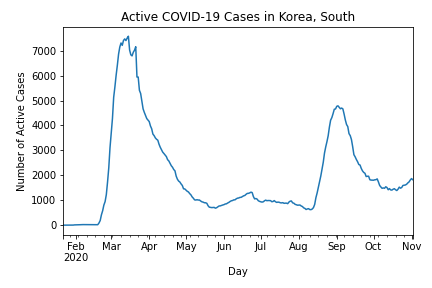 Active COVID-19 Cases in Korea, South
Number of Active Cases
7000
6000
5000
4000
3000
2000
1000
0
Feb Mar Apr May Jun Jul Aug Sep Oct Nov
2020
Day